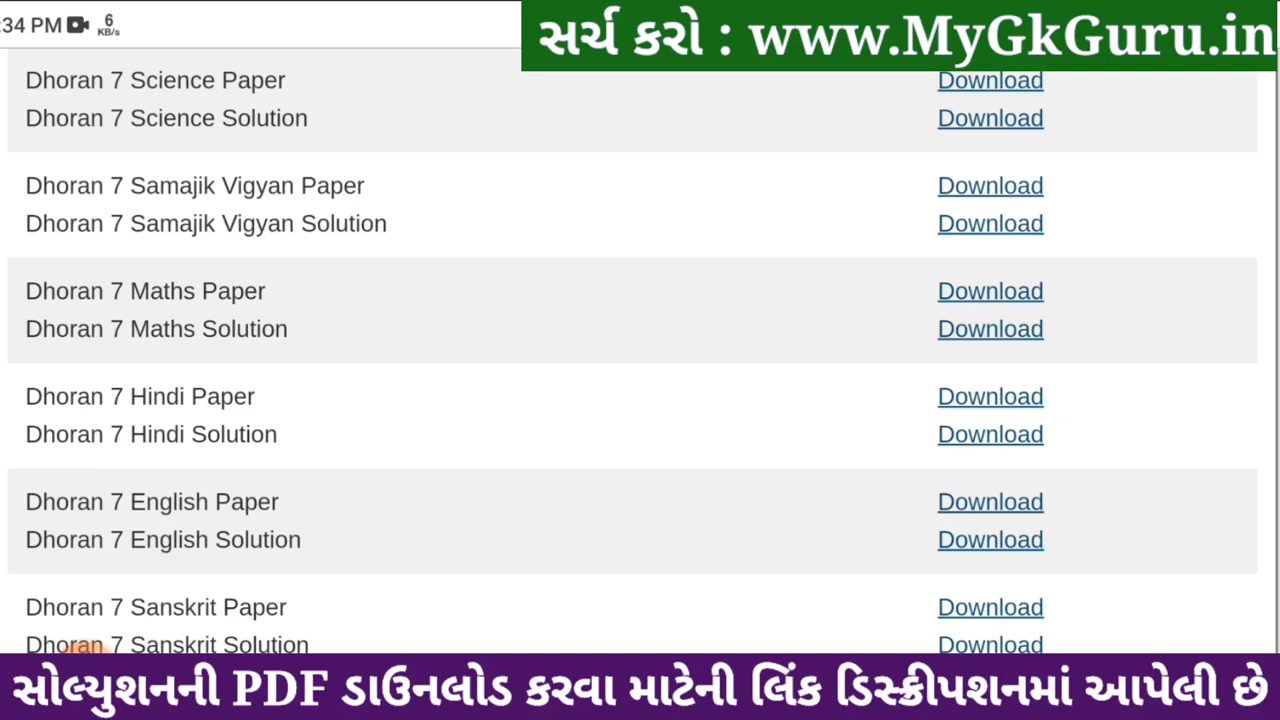 :34 PM 6 KB/s
સર્ચ કરો : www.MyGkGuru.in
Dhoran 7 Science Paper Download
Dhoran 7 Science Solution Download
Dhoran 7 Samajik Vigyan Paper Download
Dhoran 7 Samajik Vigyan Solution Download
Dhoran 7 Maths Paper Download
Dhoran 7 Maths Solution Download
Dhoran 7 Hindi Paper Download
Dhoran 7 Hindi Solution Download
Dhoran 7 English Paper Download
Dhoran 7 English Solution Download
Dhoran 7 Sanskrit Paper Download
Dhoran 7 Sanskrit Solution Download
સોલ્યુશનની PDF ડાઉનલોડ કરવા માટેની લિંક ડિસ્ક્રીપશનમાં આપેલી છે